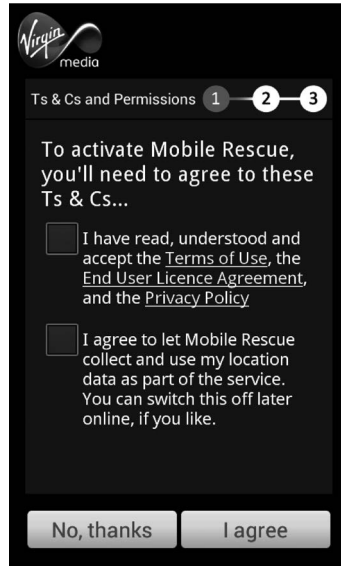 Virgin
media
Ts & Cs and Permissions 1 2 3
To activate Mobile Rescue,
you'll need to agree to these
Ts & Cs...
I have read, understood and
accept the Terms of Use, the
End User Licence Agreement,
and the Privacy Policy
I agree to let Mobile Rescue
collect and use my location
data as part of the service.
You can switch this off later
online, if you like.
No, thanks I agree